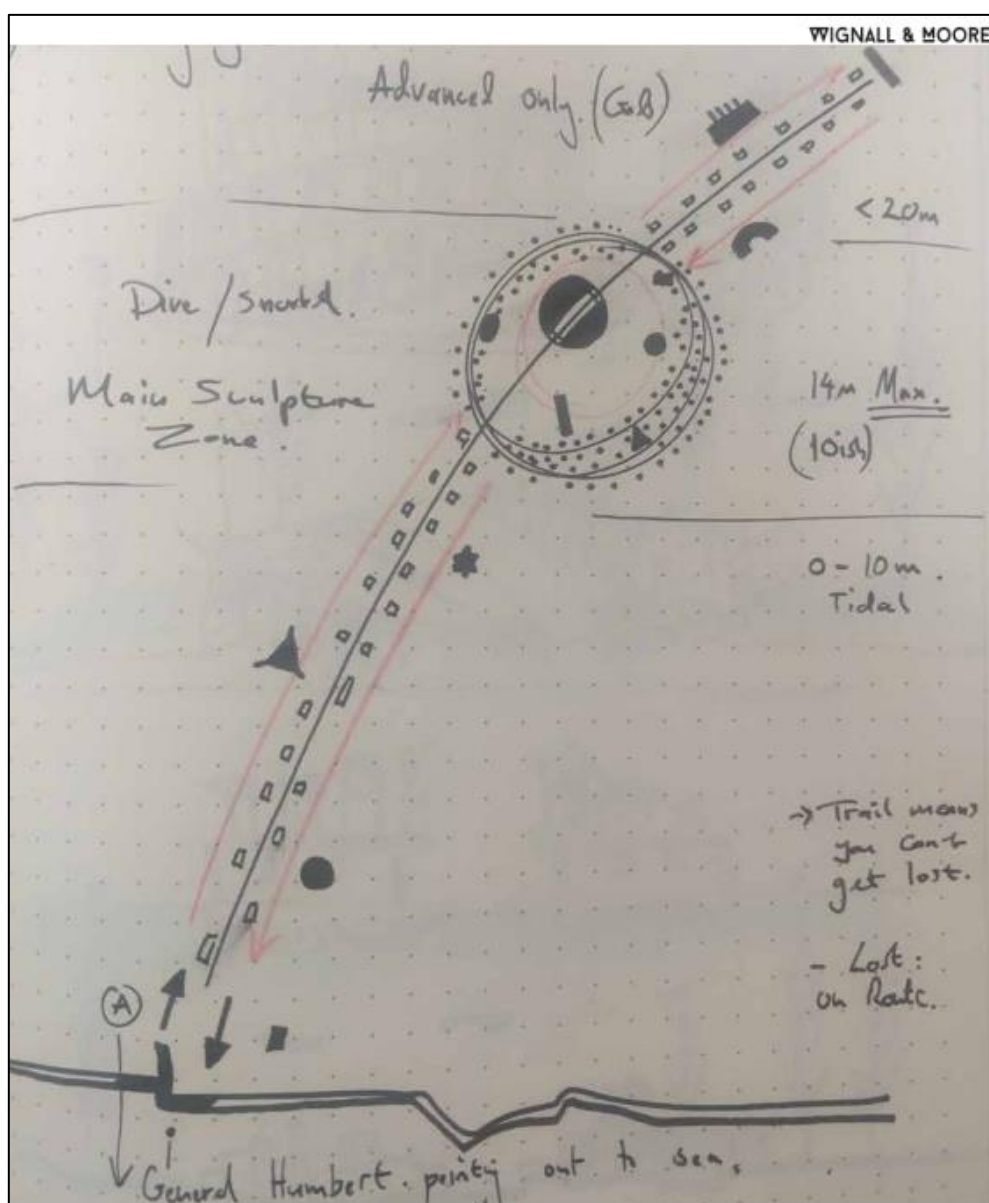 WIGNALL & MOORE
Advanced only.
< 20m
Dive / Snorkel.
Main Sculpture
Zone.
14m Max.
(10ish)
0 - 10m.
Tidal
→ Trail means
you can't
get lost.
- Lost:
on Route.
A
General Humbert. pointing out to sea.